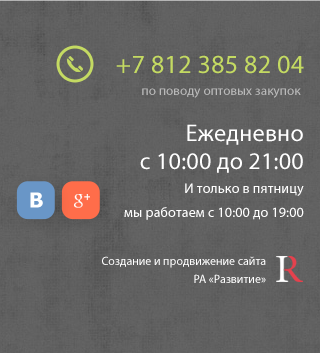 +7 812 385 82 04
по поводу оптовых закупок
Ежедневно
с 10:00 до 21:00
И только в пятницу
мы работаем с 10:00 до 19:00
В
g+
Создание и продвижение сайта
РА «Развитие»
R